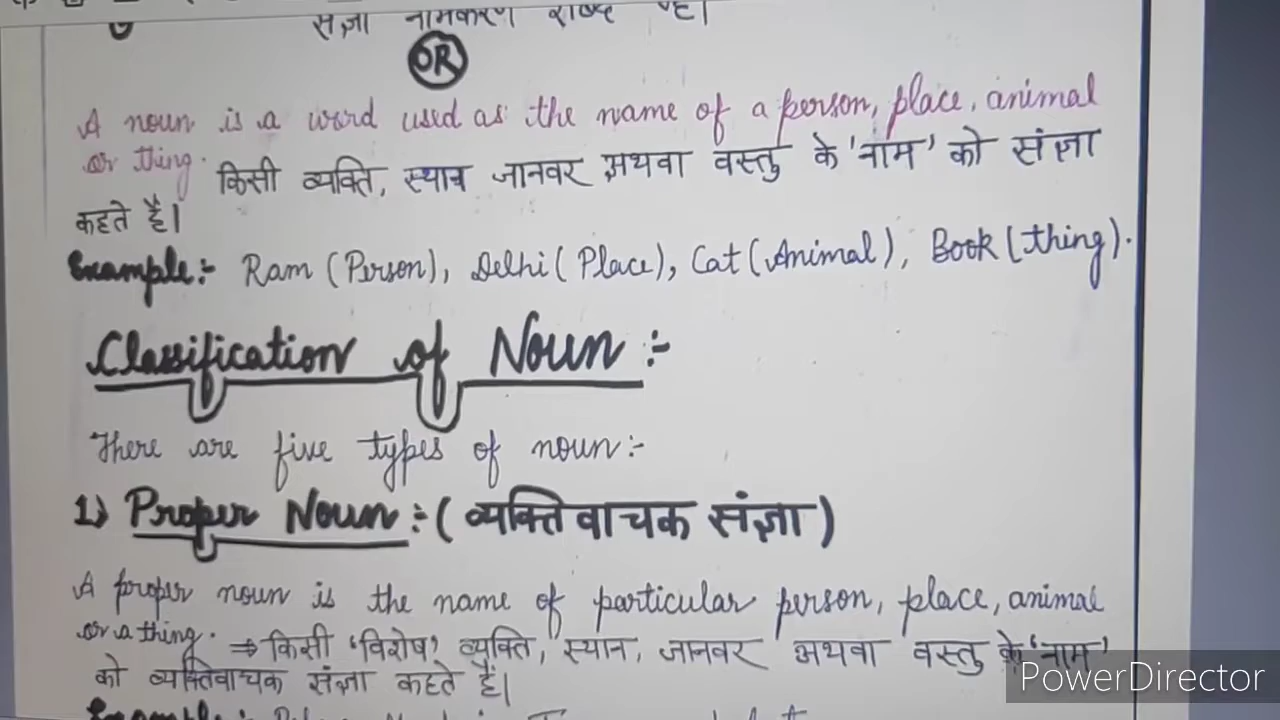 संज्ञा नामकरण शब्द है।
OR
A noun is a word used as the name of a person, place, animal
or thing. किसी व्यक्ति, स्थान जानवर अथवा वस्तु के 'नाम' को संज्ञा
कहते है।
Example:- Ram (Person), Delhi (Place), Cat (Animal), Book (thing).
Classification of Noun :-
There are five types of noun:-
1) Proper Noun :- (व्यक्तिवाचक संज्ञा)
A proper noun is the name of particular person, place, animal
or a thing. ⇒ किसी 'विशेष' व्यक्ति, स्थान, जानवर अथवा वस्तु के 'नाम'
को व्यक्तिवाचक संज्ञा कहते हैं।
Example:-
PowerDirector